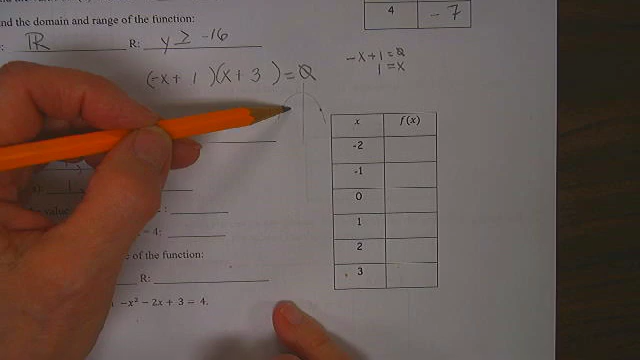 4 -7
nd the domain and range of the function:
: ℝ R: y ≥ -16
(-x + 1 )(x + 3 ) = 0
-x + 1 = 0
1 = x
x f(x)
-2
-1
0
1
2
3
- 4:
e of the function:
R:
-x² - 2x + 3 = 4.